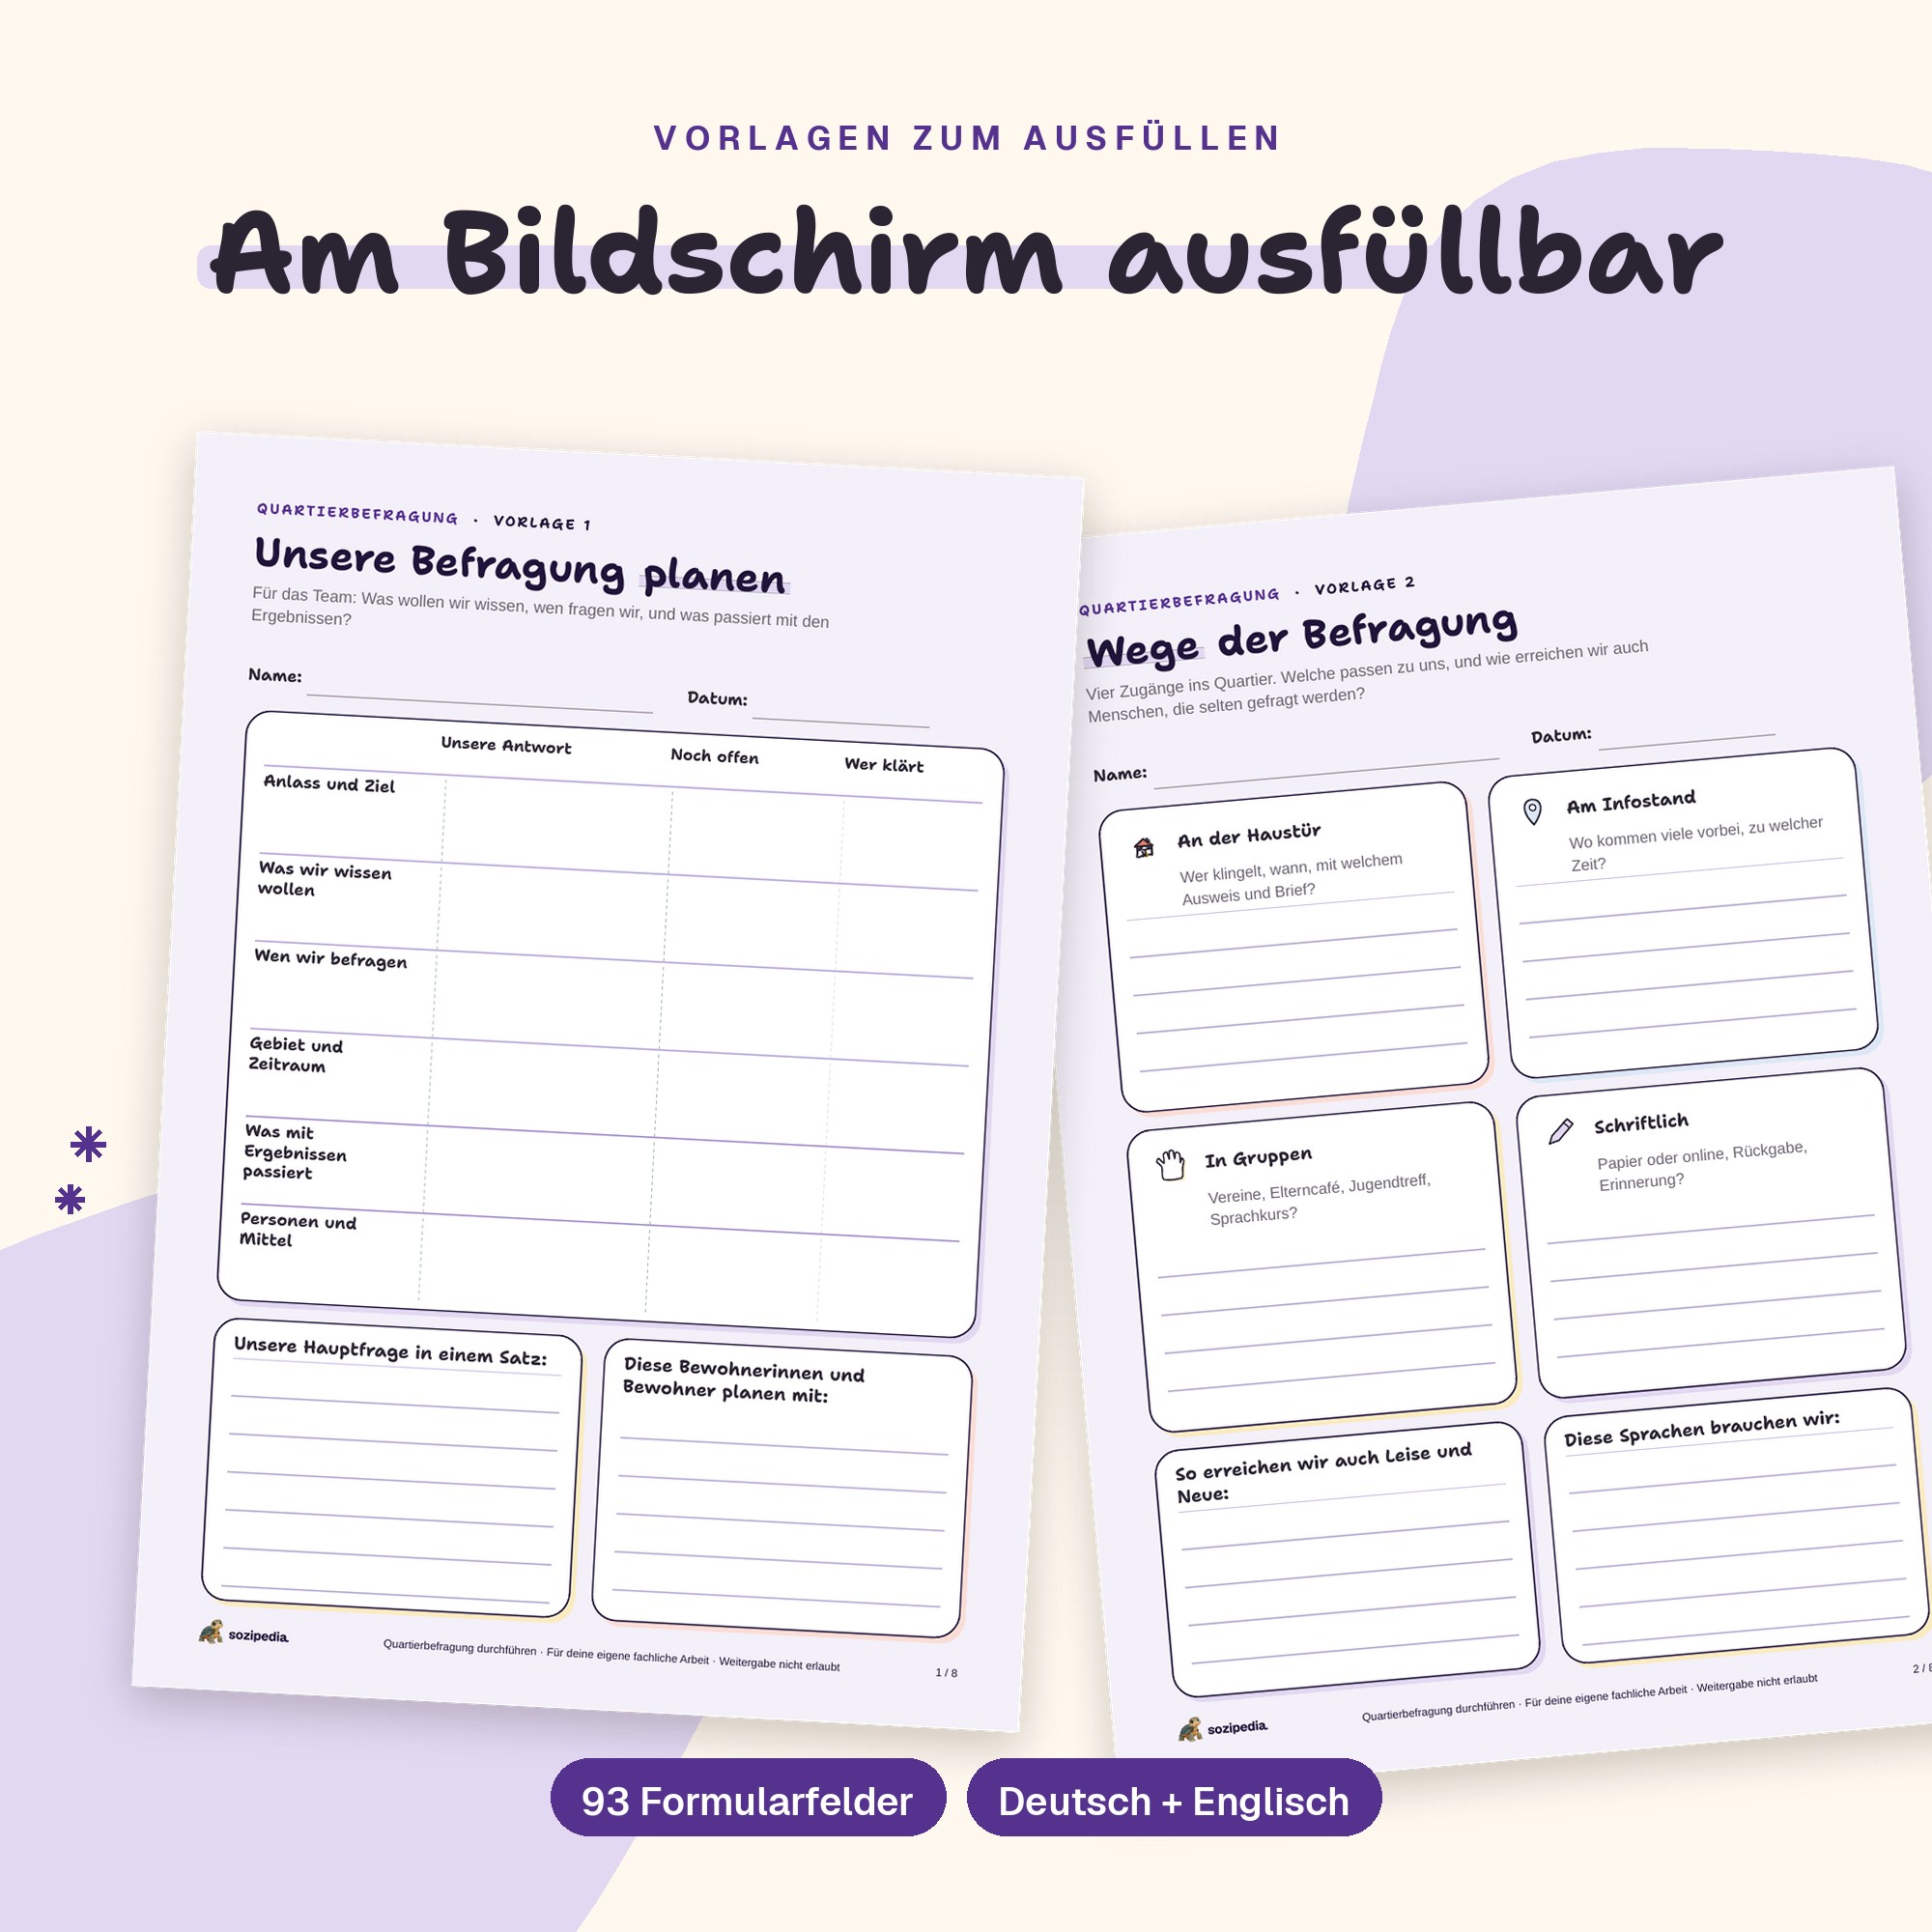 VORLAGEN ZUM AUSFÜLLEN
Am Bildschirm ausfüllbar
QUARTIERBEFRAGUNG · VORLAGE 1
Unsere Befragung planen
Für das Team: Was wollen wir wissen, wen fragen wir, und was passiert mit den
Ergebnissen?
Name:
Datum:
Unsere Antwort
Noch offen
Wer klärt
Anlass und Ziel
Was wir wissen
wollen
Wen wir befragen
Gebiet und
Zeitraum
Was mit
Ergebnissen
passiert
Personen und
Mittel
Unsere Hauptfrage in einem Satz:
Diese Bewohnerinnen und
Bewohner planen mit:
sozipedia.
Quartierbefragung durchführen · Für deine eigene fachliche Arbeit · Weitergabe nicht erlaubt
1 / 8
QUARTIERBEFRAGUNG · VORLAGE 2
Wege der Befragung
Vier Zugänge ins Quartier. Welche passen zu uns, und wie erreichen wir auch
Menschen, die selten gefragt werden?
Name:
Datum:
An der Haustür
Wer klingelt, wann, mit welchem
Ausweis und Brief?
Am Infostand
Wo kommen viele vorbei, zu welcher
Zeit?
In Gruppen
Vereine, Elterncafé, Jugendtreff,
Sprachkurs?
Schriftlich
Papier oder online, Rückgabe,
Erinnerung?
So erreichen wir auch Leise und
Neue:
Diese Sprachen brauchen wir:
sozipedia.
Quartierbefragung durchführen · Für deine eigene fachliche Arbeit · Weitergabe nicht erlaubt
2 / 8
93 Formularfelder
Deutsch + Englisch